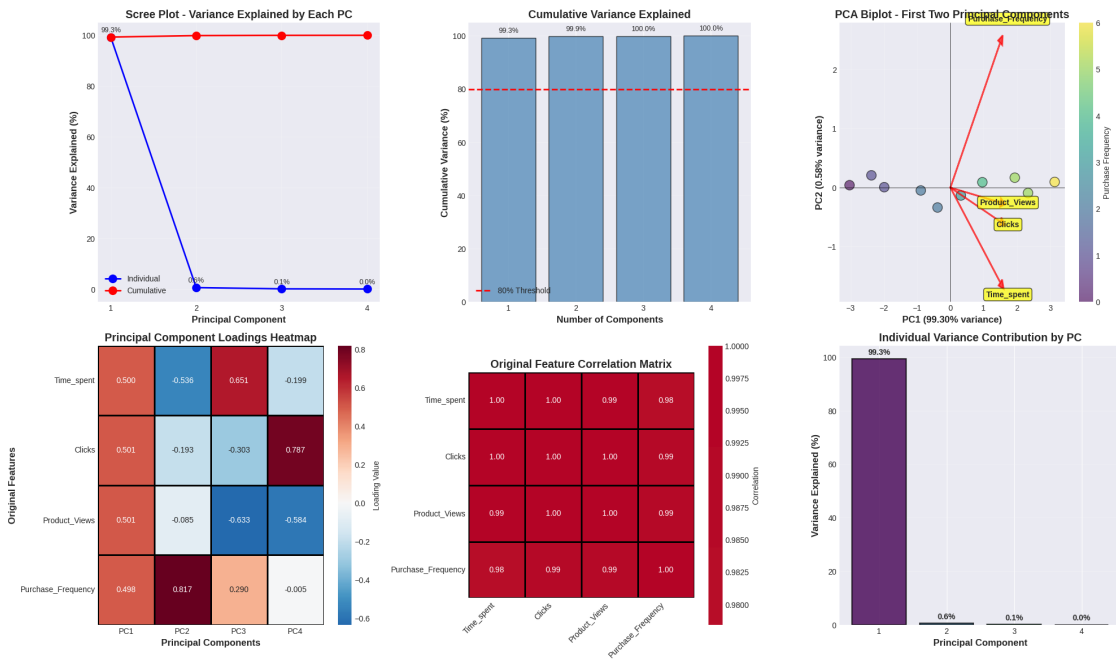 Scree Plot - Variance Explained by Each PC
99.3%
100
80
60
40
20
0
0.6%
0.1%
0.0%
Individual
Cumulative
1
2
3
4
Principal Component
Variance Explained (%)
Cumulative Variance Explained
99.3%
99.9%
100.0%
100.0%
100
80
60
40
20
0
80% Threshold
1
2
3
4
Number of Components
Cumulative Variance (%)
PCA Biplot - First Two Principal Components
Purchase_Frequency
Product_Views
Clicks
Time_spent
2
1
0
−1
−3
−2
−1
0
1
2
3
PC1 (99.30% variance)
PC2 (0.58% variance)
6
5
4
3
2
1
0
Purchase Frequency
Principal Component Loadings Heatmap
Time_spent
0.500
-0.536
0.651
-0.199
Clicks
0.501
-0.193
-0.303
0.787
Product_Views
0.501
-0.085
-0.633
-0.584
Purchase_Frequency
0.498
0.817
0.290
-0.005
PC1
PC2
PC3
PC4
Principal Components
Original Features
0.8
0.6
0.4
0.2
0.0
−0.2
−0.4
−0.6
Loading Value
Original Feature Correlation Matrix
Time_spent
1.00
1.00
0.99
0.98
Clicks
1.00
1.00
1.00
0.99
Product_Views
0.99
1.00
1.00
0.99
Purchase_Frequency
0.98
0.99
0.99
1.00
Time_spent
Clicks
Product_Views
Purchase_Frequency
1.0000
0.9975
0.9950
0.9925
0.9900
0.9875
0.9850
0.9825
0.9800
Correlation
Individual Variance Contribution by PC
99.3%
0.6%
0.1%
0.0%
100
80
60
40
20
0
1
2
3
4
Principal Component
Variance Explained (%)